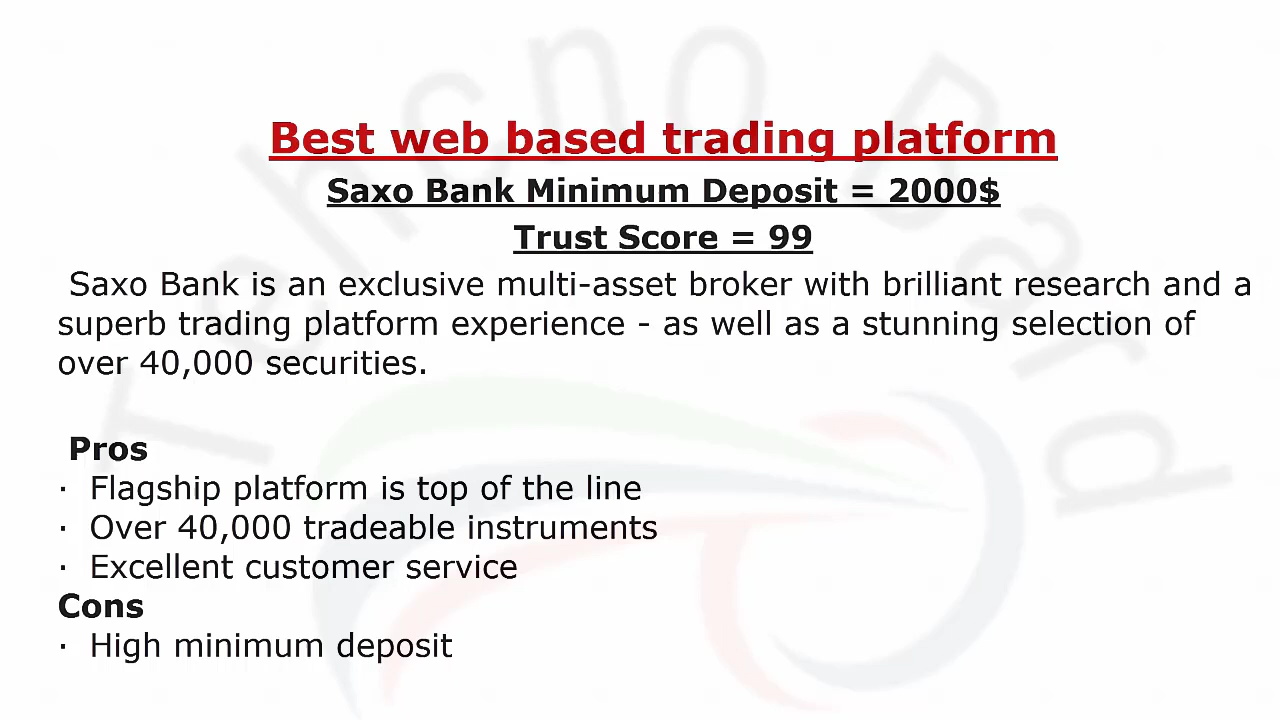 Best web based trading platform
Saxo Bank Minimum Deposit = 2000$
Trust Score = 99
Saxo Bank is an exclusive multi-asset broker with brilliant research and a
superb trading platform experience - as well as a stunning selection of
over 40,000 securities.
Pros
· Flagship platform is top of the line
· Over 40,000 tradeable instruments
· Excellent customer service
Cons
· High minimum deposit